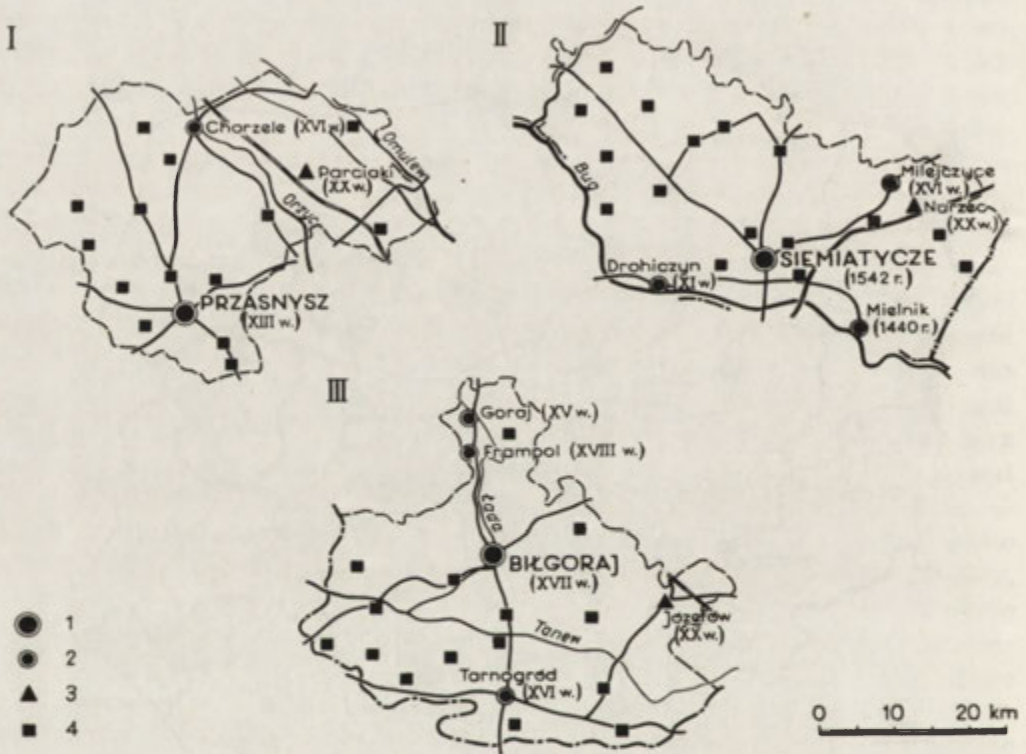 I
Chorzele (XVI w.)
Omulew
Parciaki
(XX w.)
Orzyc
PRZASNYSZ
(XIII w.)
II
Bug
Milejczyce
(XVI w.)
Nurzec
(XX w.)
SIEMIATYCZE
(1542 r.)
Drohiczyn
(XI w)
Mielnik
(1440 r.)
III
Goraj (XV w.)
Frampol (XVIII w.)
Łada
BIŁGORAJ
(XVII w.)
Józefów
(XX w.)
Tanew
Tarnogród
(XVI w.)
1
2
3
4
0 10 20 km